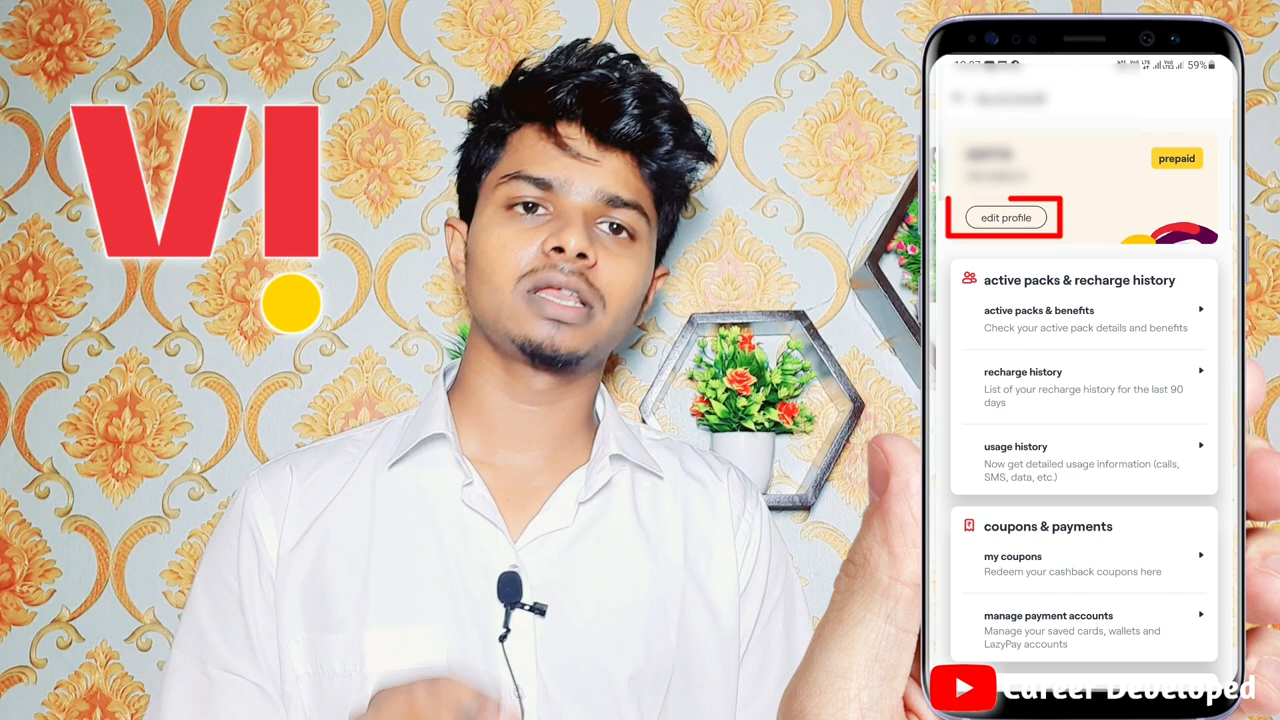 VI
59%
prepaid
edit profile
active packs & recharge history
active packs & benefits
Check your active pack details and benefits
recharge history
List of your recharge history for the last 90
days
usage history
Now get detailed usage information (calls,
SMS, data, etc.)
coupons & payments
my coupons
Redeem your cashback coupons here
manage payment accounts
Manage your saved cards, wallets and
LazyPay accounts
Career Developed